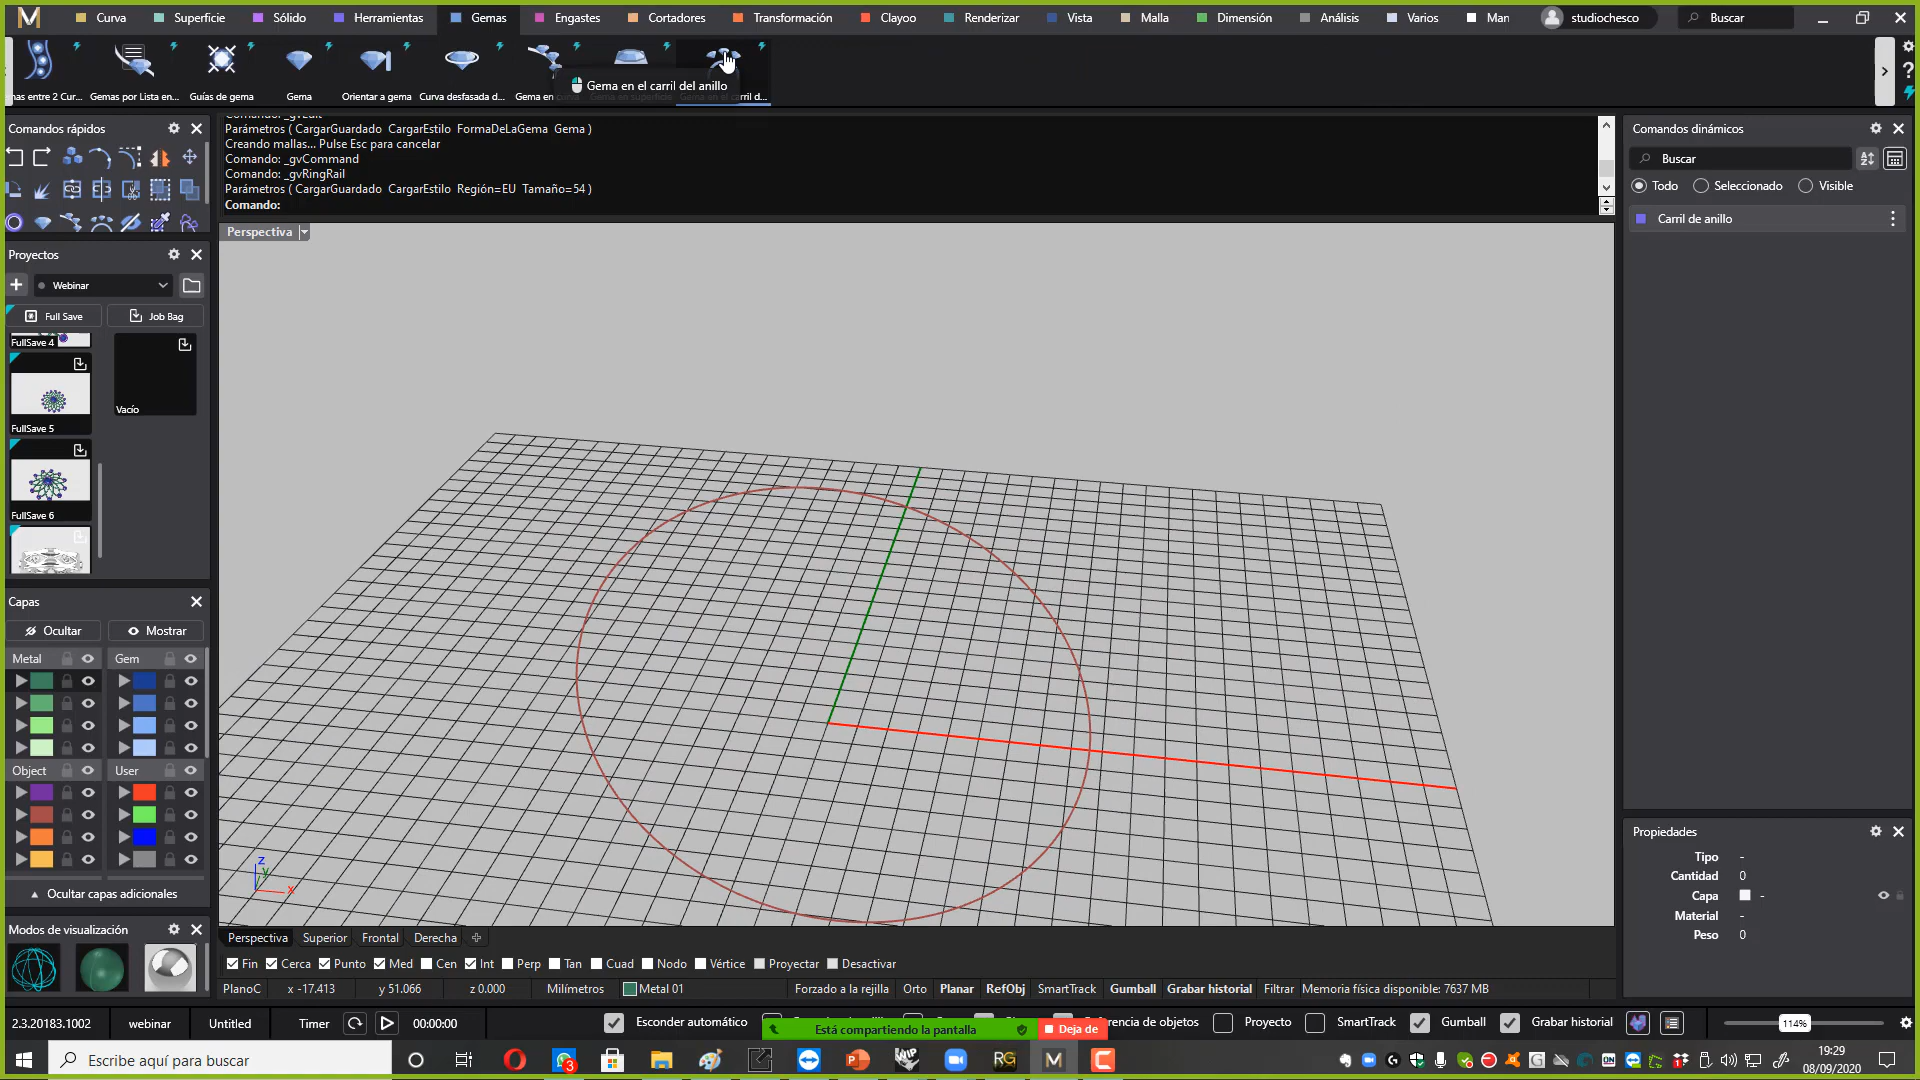 Curva Superficie Sólido Herramientas Gemas Engastes Cortadores Transformación Clayoo Renderizar Vista Malla Dimensión Análisis Varios Man studiochesco Buscar
mas entre 2 Cur... Gemas por Lista en... Guías de gema Gema Orientar a gema Curva desfasada d... Gema en
Gema en el carril del anillo
Comandos rápidos
Parámetros ( CargarGuardado CargarEstilo FormaDeLaGema Gema )
Creando mallas... Pulse Esc para cancelar
Comando: _gvCommand
Comando: _gvRingRail
Parámetros ( CargarGuardado CargarEstilo Región=EU Tamaño=54 )
Comando:
Perspectiva
Proyectos
Webinar
Full Save Job Bag
FullSave 4
Vacío
FullSave 5
FullSave 6
Capas
Ocultar Mostrar
Metal Gem
Object User
Ocultar capas adicionales
Modos de visualización
z
y
x
Comandos dinámicos
Buscar
Todo Seleccionado Visible
Carril de anillo
Propiedades
Tipo -
Cantidad 0
Capa -
Material -
Peso 0
Perspectiva Superior Frontal Derecha
Fin Cerca Punto Med Cen Int Perp Tan Cuad Nodo Vértice Proyectar Desactivar
PlanoC x -17.413 y 51.066 z 0.000 Milímetros Metal 01 Forzado a la rejilla Orto Planar RefObj SmartTrack Gumball Grabar historial Filtrar Memoria física disponible: 7637 MB
2.3.20183.1002 webinar Untitled Timer 00:00:00 Esconder automático erencia de objetos Proyecto SmartTrack Gumball Grabar historial 114%
Está compartiendo la pantalla Deja de
Escribe aquí para buscar
3
RG
19:29
08/09/2020